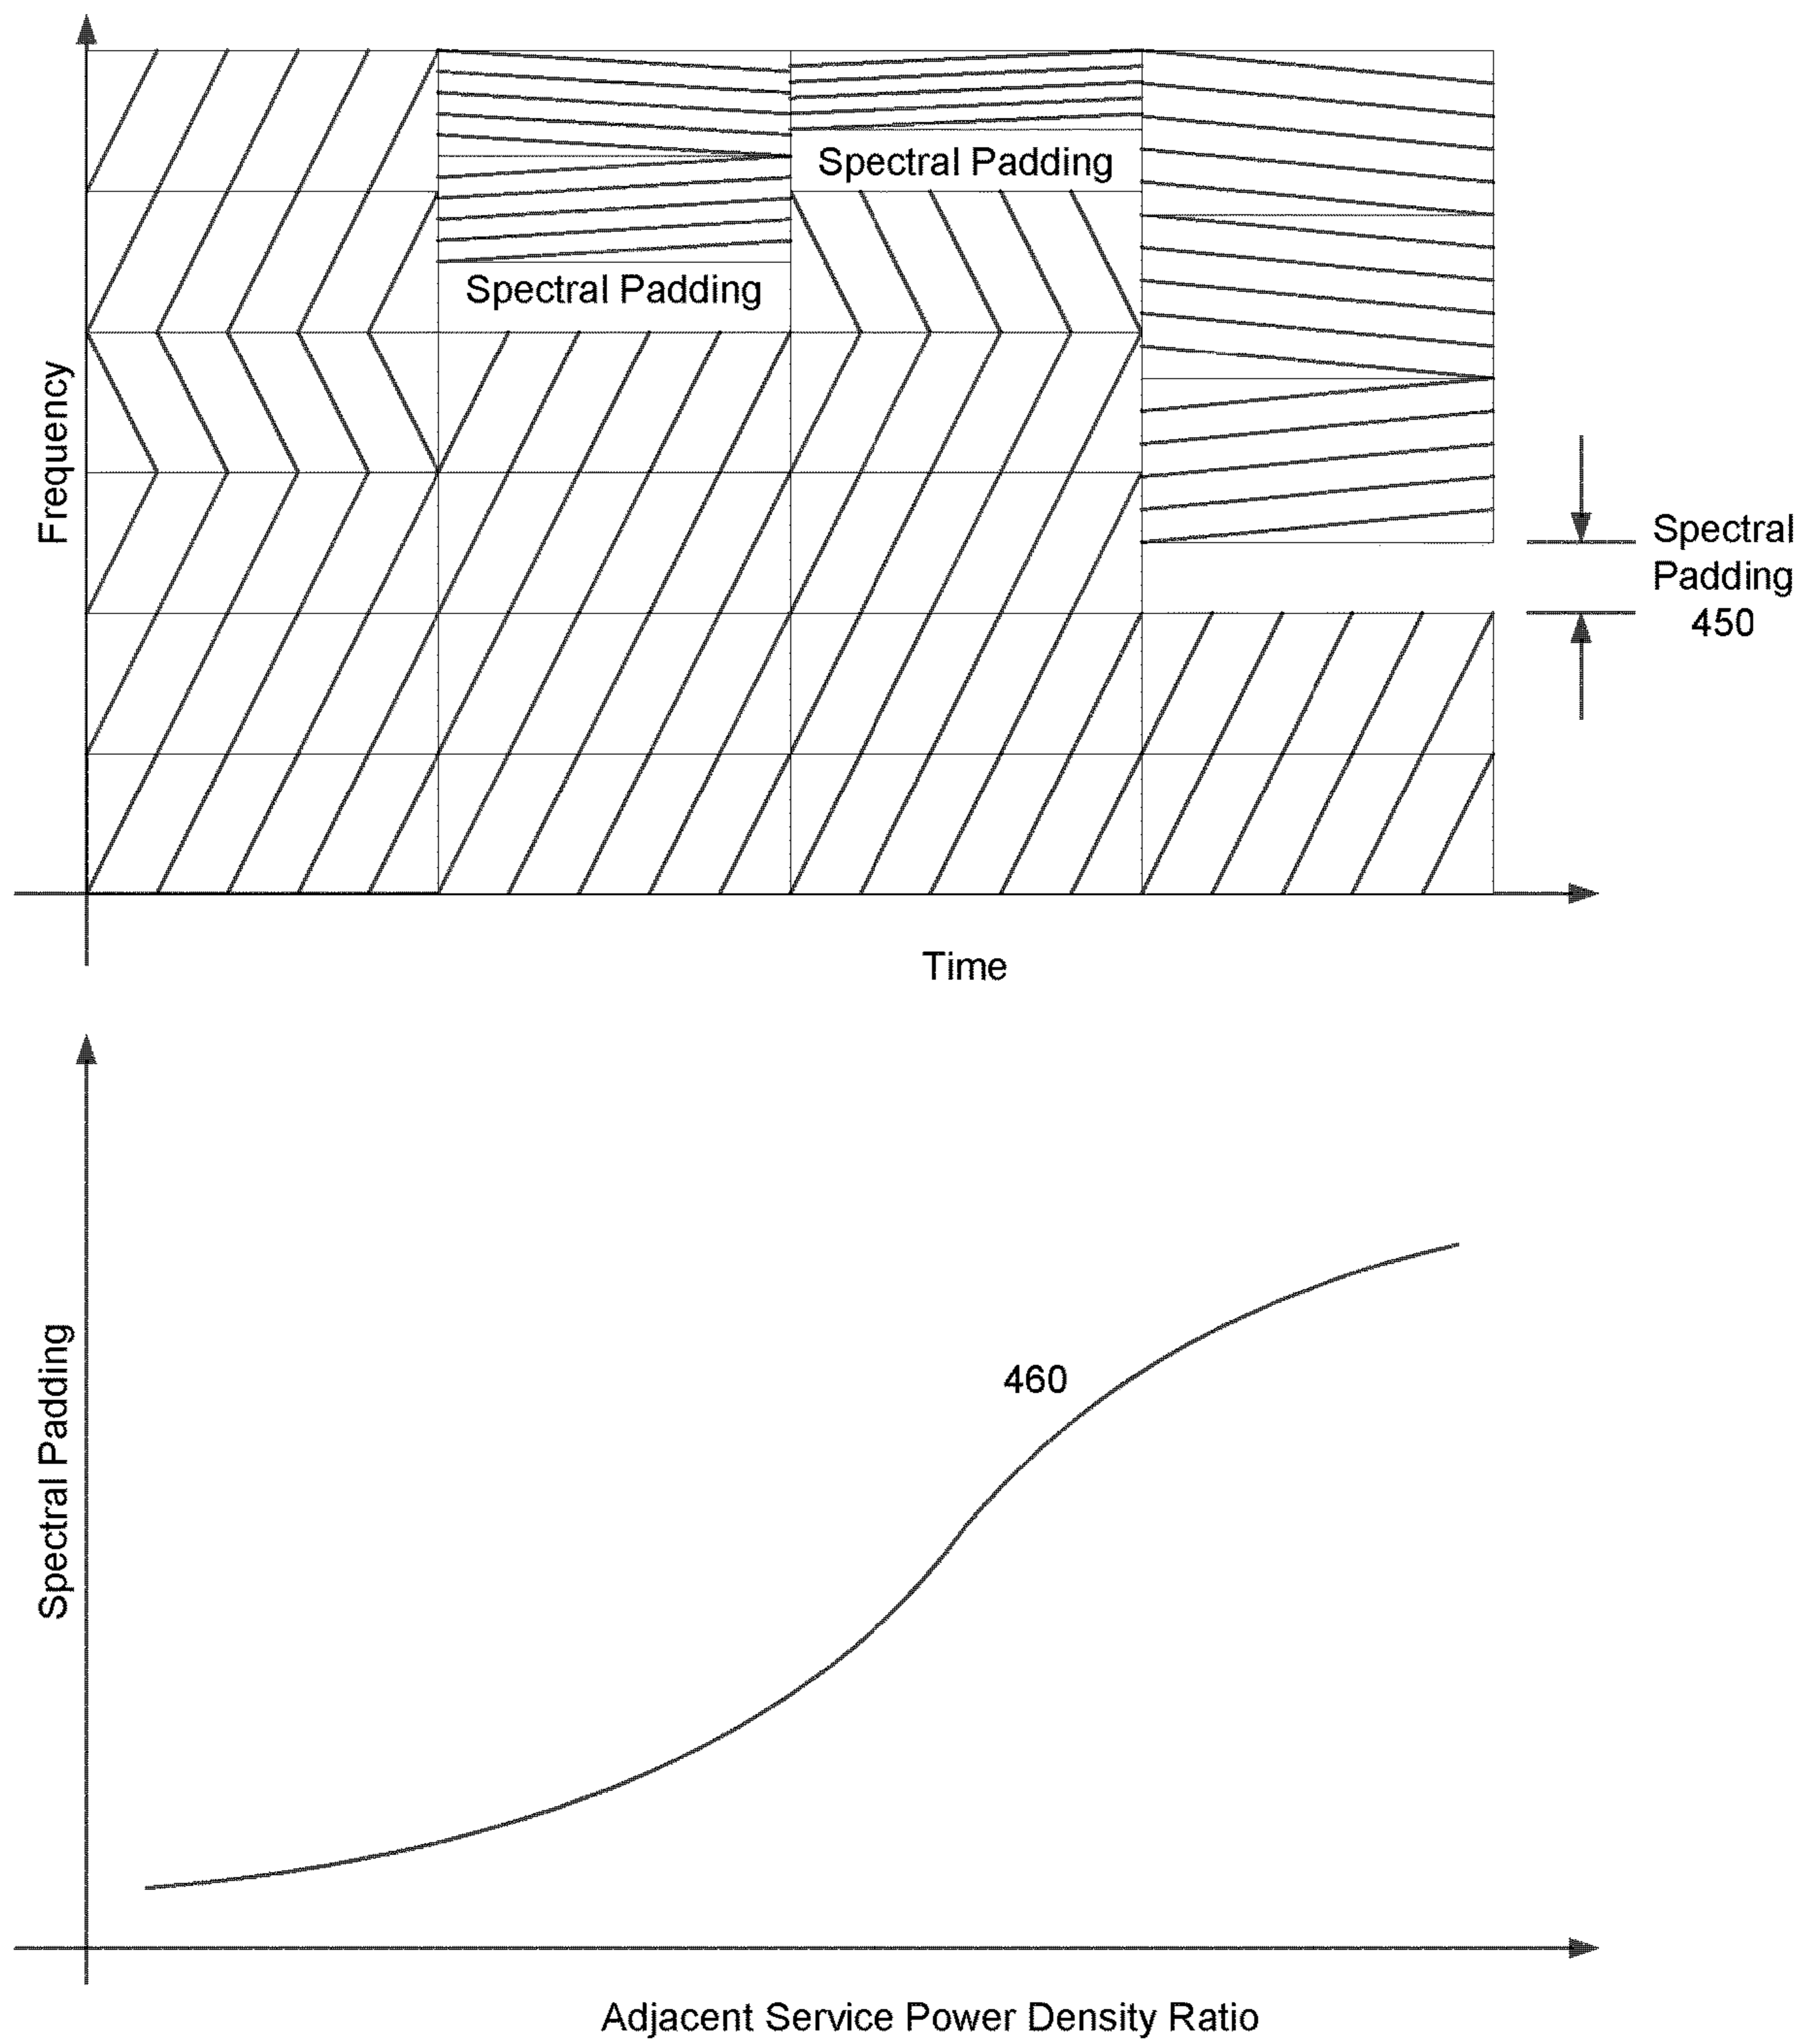 Spectral Padding
Spectral Padding
Frequency
Spectral
Padding
450
Time
460
Spectral Padding
Adjacent Service Power Density Ratio